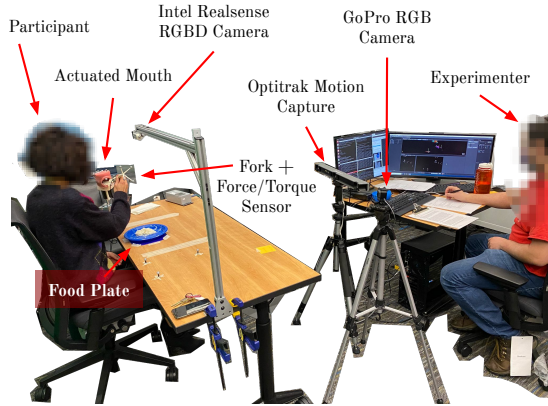 Participant
Intel Realsense
RGBD Camera
GoPro RGB
Camera
Actuated Mouth
Optitrak Motion
Capture
Experimenter
Fork +
Force/Torque
Sensor
Food Plate